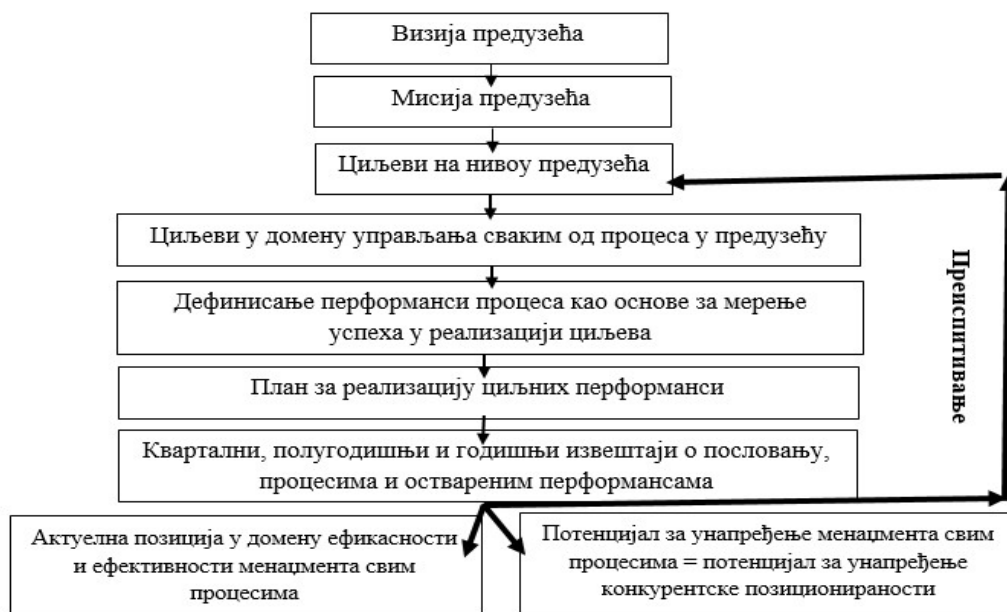 Визија предузећа
Мисија предузећа
Циљеви на нивоу предузећа
Циљеви у домену управљања сваким од процеса у предузећу
Дефинисање перформанси процеса као основе за мерење
успеха у реализацији циљева
План за реализацију циљних перформанси
Квартални, полугодишњи и годишњи извештаји о пословању,
процесима и оствареним перформансама
Преиспитивање
Актуелна позиција у домену ефикасности
и ефективности менаџмента свим
процесима
Потенцијал за унапређење менаџмента свим
процесима = потенцијал за унапређење
конкурентске позиционираности